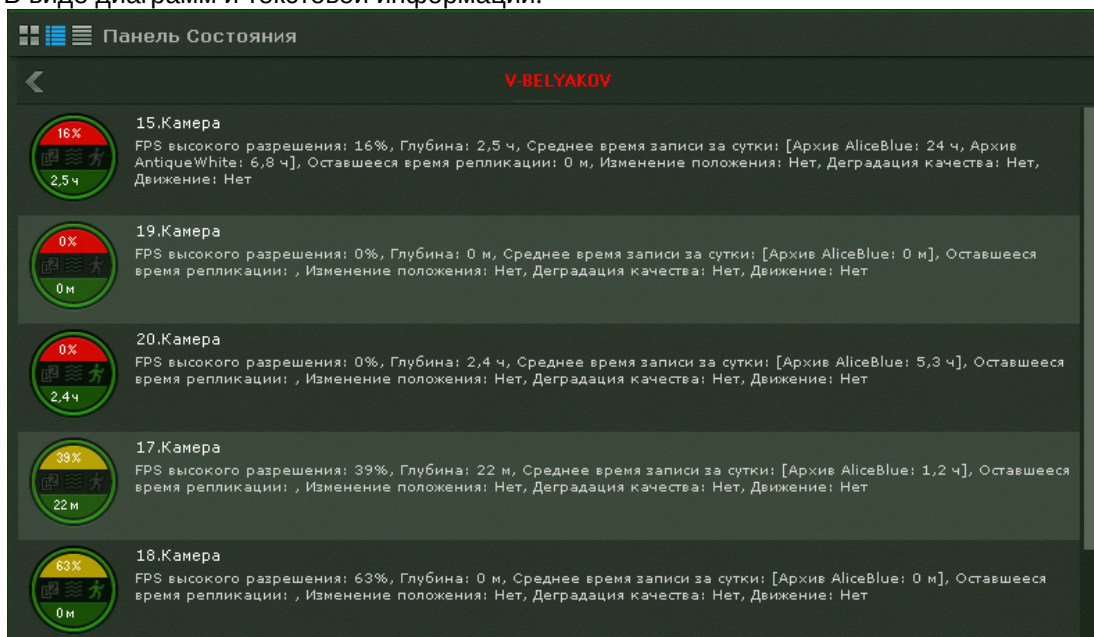 В виде диаграмм и текстовой информации.
Панель Состояния
V-BELYAKOV
16%
2,5 ч
15.Камера
FPS высокого разрешения: 16%, Глубина: 2,5 ч, Среднее время записи за сутки: [Архив AliceBlue: 24 ч, Архив
AntiqueWhite: 6,8 ч], Оставшееся время репликации: 0 м, Изменение положения: Нет, Деградация качества: Нет,
Движение: Нет
0%
0 м
19.Камера
FPS высокого разрешения: 0%, Глубина: 0 м, Среднее время записи за сутки: [Архив AliceBlue: 0 м], Оставшееся
время репликации: , Изменение положения: Нет, Деградация качества: Нет, Движение: Нет
0%
2,4 ч
20.Камера
FPS высокого разрешения: 0%, Глубина: 2,4 ч, Среднее время записи за сутки: [Архив AliceBlue: 5,3 ч], Оставшееся
время репликации: , Изменение положения: Нет, Деградация качества: Нет, Движение: Нет
39%
22 м
17.Камера
FPS высокого разрешения: 39%, Глубина: 22 м, Среднее время записи за сутки: [Архив AliceBlue: 1,2 ч], Оставшееся
время репликации: , Изменение положения: Нет, Деградация качества: Нет, Движение: Нет
63%
0 м
18.Камера
FPS высокого разрешения: 63%, Глубина: 0 м, Среднее время записи за сутки: [Архив AliceBlue: 0 м], Оставшееся
время репликации: , Изменение положения: Нет, Деградация качества: Нет, Движение: Нет